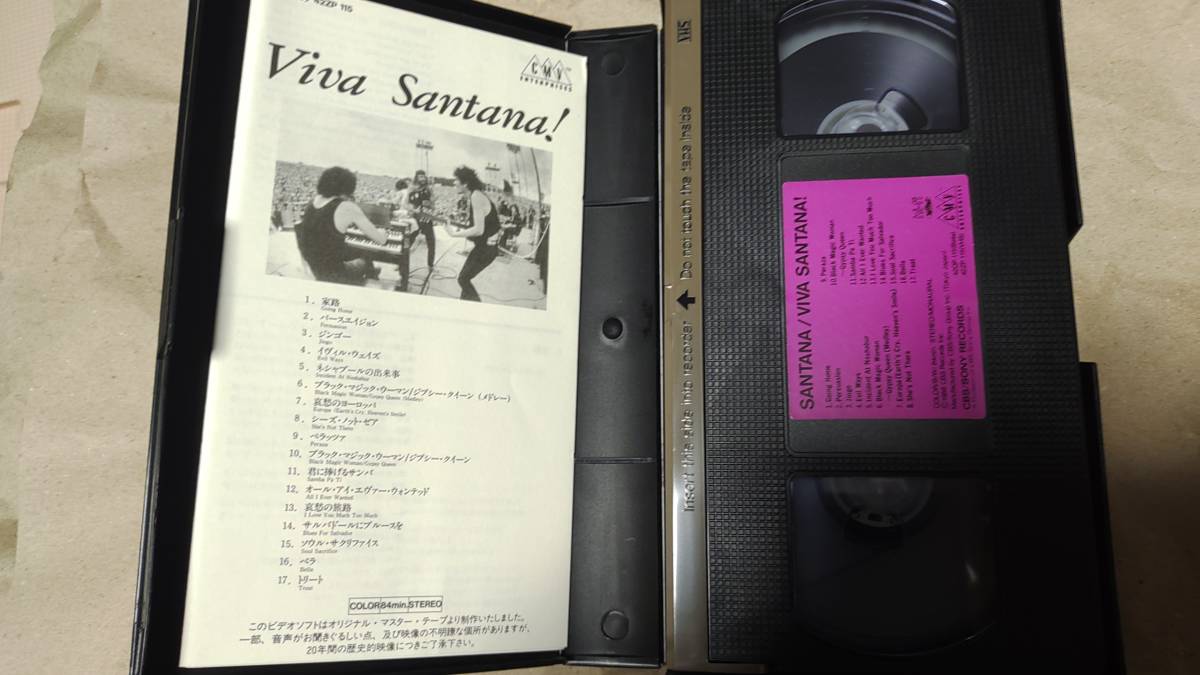 42ZP 115
Viva Santana!
CMV
ENTERPRISES
1. 家路
Going Home
2. パースエイジョン
Persuasion
3. ジンゴー
Jingo
4. イヴィル・ウェイズ
Evil Ways
5. ネシャブールの出来事
Incident At Neshabur
6. ブラック・マジック・ウーマン/ジプシー・クイーン (メドレー)
Black Magic Woman/Gypsy Queen (Medley)
7. 哀愁のヨーロッパ
Europa (Earth's Cry, Heaven's Smile)
8. シーズ・ノット・ゼア
She's Not There
9. ペラッツァ
Peraza
10. ブラック・マジック・ウーマン/ジプシー・クイーン
Black Magic Woman/Gypsy Queen
11. 君に捧げるサンバ
Samba Pa Ti
12. オール・アイ・エヴァー・ウォンテッド
All I Ever Wanted
13. 哀愁の旅路
I Love You Much Too Much
14. サルバドールにブルースを
Blues For Salvador
15. ソウル・サクリファイス
Soul Sacrifice
16. ベラ
Bella
17. トリート
Treat
COLOR 84min. STEREO
このビデオソフトはオリジナル・マスター・テープより制作いたしました。
一部、音声がお聞きぐるしい点、及び映像の不明瞭な個所がありますが、
20年間の歴史的映像につきご了承下さい。
VHS
Insert this side into recorder Do not touch the tape inside
SANTANA/VIVA SANTANA!
1. Going Home
2. Persuasion
3. Jingo
4. Evil Ways
5. Incident At Neshabur
6. Black Magic Woman
~Gypsy Queen (Medley)
7. Europa (Earth's Cry, Heaven's Smile)
8. She's Not There
9. Peraza
10. Black Magic Woman
~Gypsy Queen
11. Samba Pa Ti
12. All I Ever Wanted
13. I Love You Much Too Much
14. Blues For Salvador
15. Soul Sacrifice
16. Bella
17. Treat
CBS/SONY RECORDS
CMV
ENTERPRISES